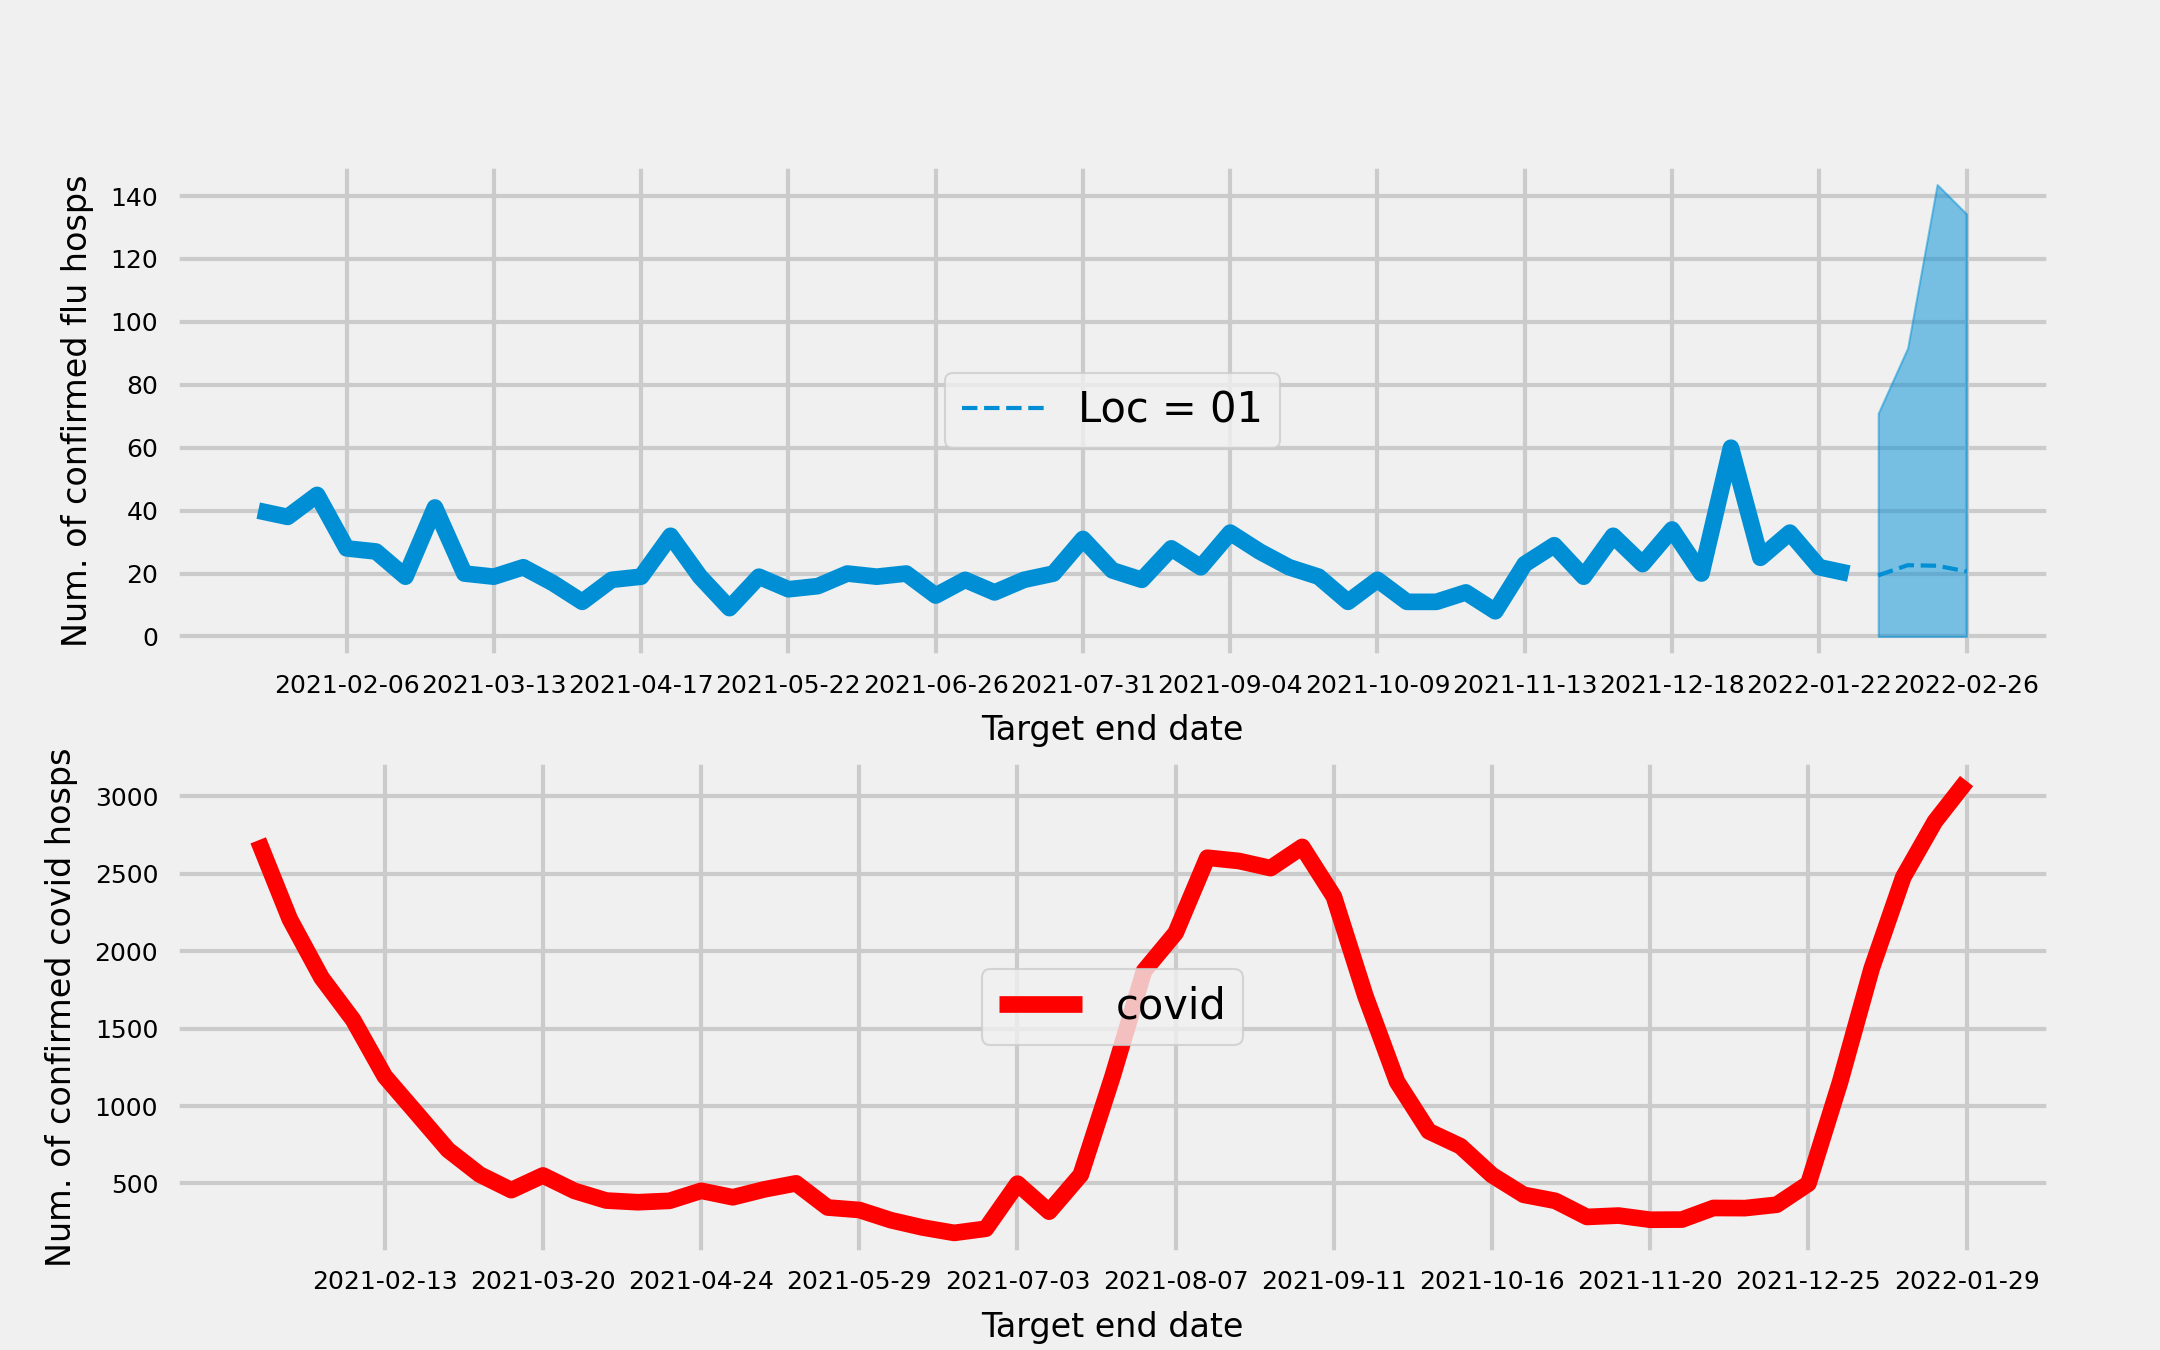 Num. of confirmed flu hosps
140
120
100
80
60
40
20
0
Loc = 01
2021-02-06 2021-03-13 2021-04-17 2021-05-22 2021-06-26 2021-07-31 2021-09-04 2021-10-09 2021-11-13 2021-12-18 2022-01-22 2022-02-26
Target end date
Num. of confirmed covid hosps
3000
2500
2000
1500
1000
500
covid
2021-02-13 2021-03-20 2021-04-24 2021-05-29 2021-07-03 2021-08-07 2021-09-11 2021-10-16 2021-11-20 2021-12-25 2022-01-29
Target end date